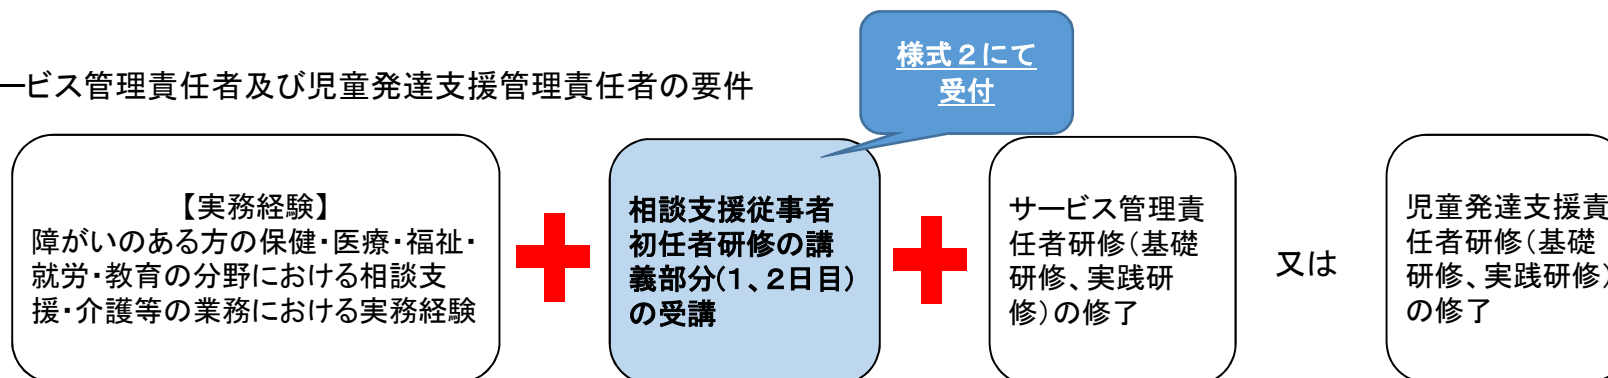 様式２にて
受付
ービス管理責任者及び児童発達支援管理責任者の要件
【実務経験】
障がいのある方の保健・医療・福祉・
就労・教育の分野における相談支
援・介護等の業務における実務経験
相談支援従事者
初任者研修の講
義部分(1、2日目)
の受講
サービス管理責
任者研修（基礎
研修、実践研
修）の修了
又は
児童発達支援責
任者研修（基礎
研修、実践研修）
の修了